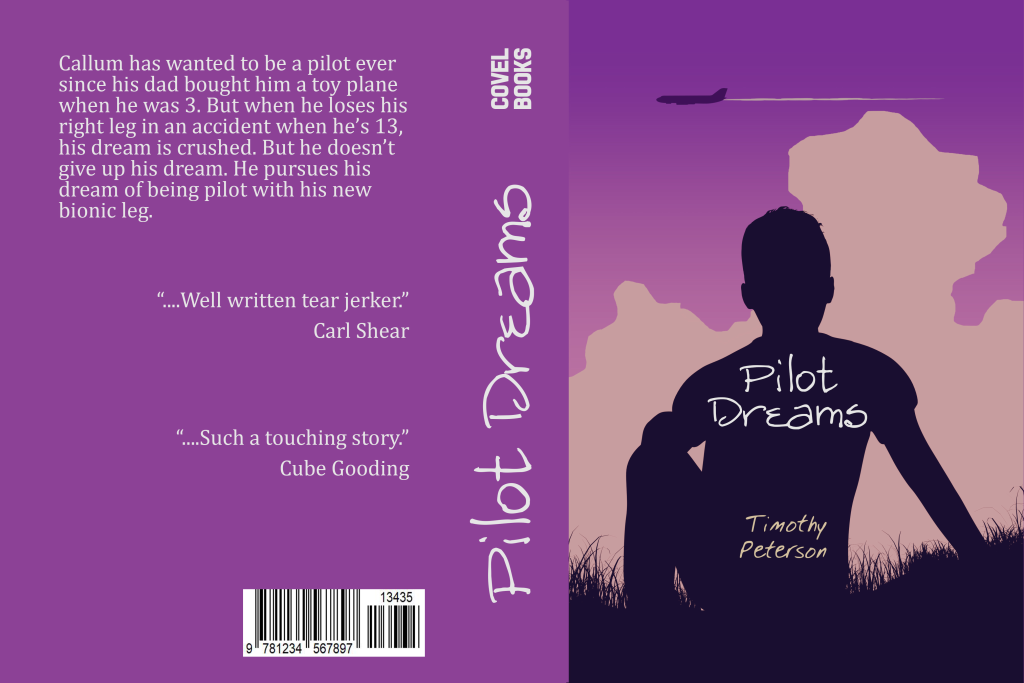 Callum has wanted to be a pilot ever
since his dad bought him a toy plane
when he was 3. But when he loses his
right leg in an accident when he’s 13,
his dream is crushed. But he doesn’t
give up his dream. He pursues his
dream of being pilot with his new
bionic leg.
“....Well written tear jerker.”
Carl Shear
“....Such a touching story.”
Cube Gooding
13435
9 781234 567897
COVEL
BOOKS
Pilot Dreams
Pilot
Dreams
Timothy
Peterson